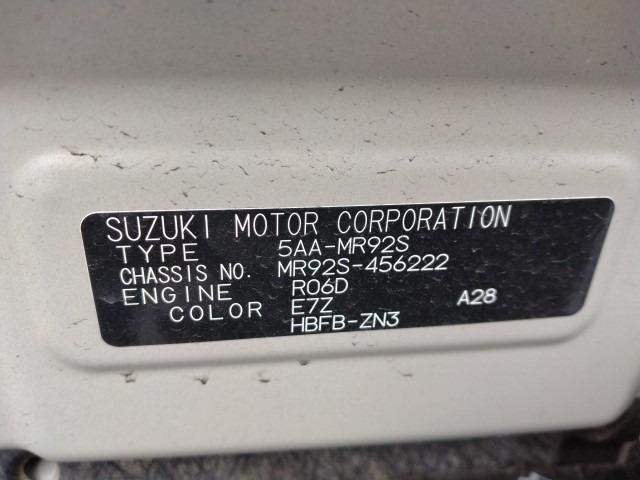 SUZUKI MOTOR CORPORATION
TYPE 5AA-MR92S
CHASSIS NO. MR92S-456222
ENGINE R06D
COLOR E7Z A28
HBFB-ZN3